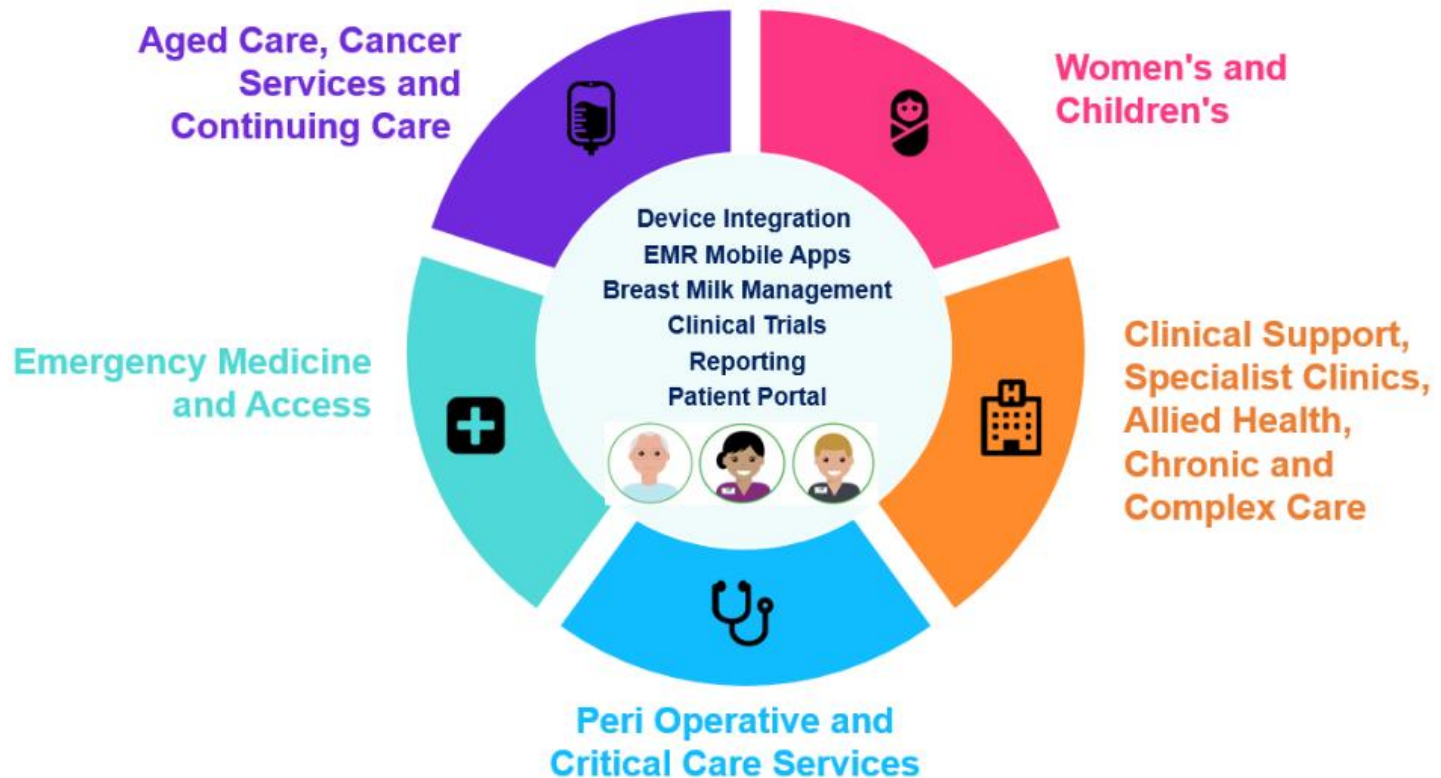 Aged Care, Cancer
Services and
Continuing Care
Women's and
Children's
Device Integration
EMR Mobile Apps
Breast Milk Management
Clinical Trials
Reporting
Patient Portal
Emergency Medicine
and Access
H
Clinical Support,
Specialist Clinics,
Allied Health,
Chronic and
Complex Care
Peri Operative and
Critical Care Services